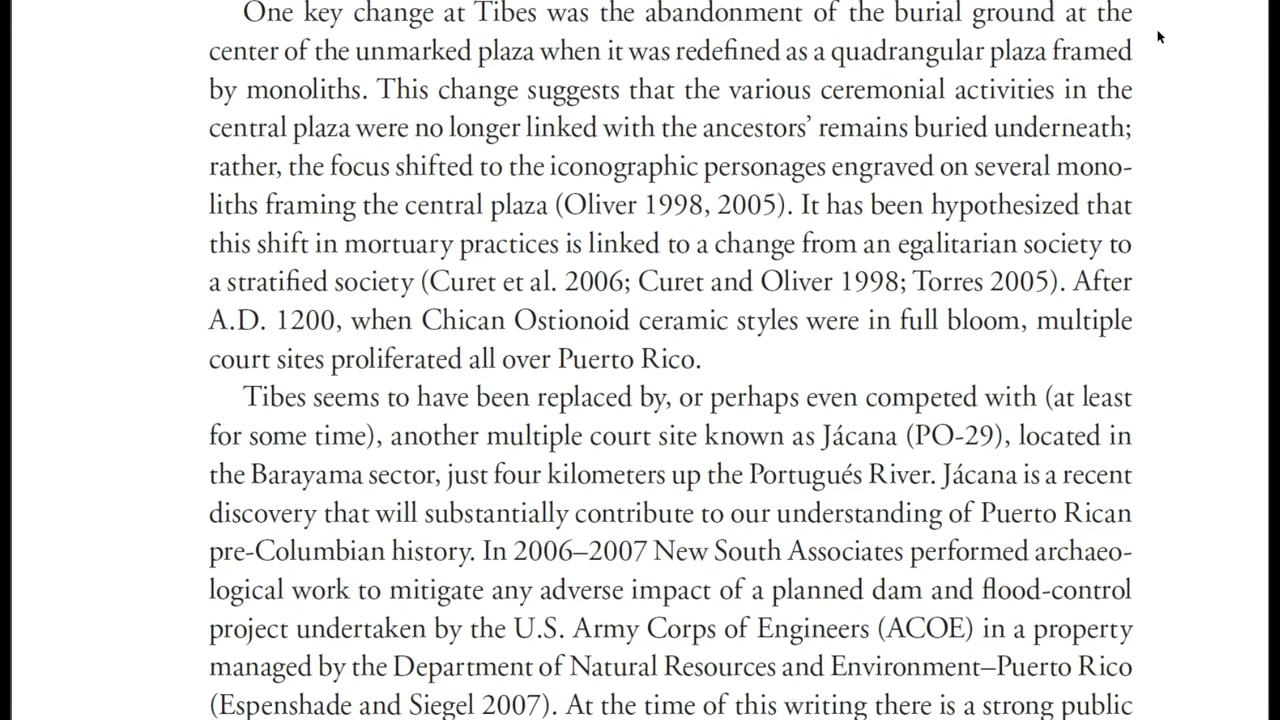 One key change at Tibes was the abandonment of the burial ground at the
center of the unmarked plaza when it was redefined as a quadrangular plaza framed
by monoliths. This change suggests that the various ceremonial activities in the
central plaza were no longer linked with the ancestors’ remains buried underneath;
rather, the focus shifted to the iconographic personages engraved on several mono-
liths framing the central plaza (Oliver 1998, 2005). It has been hypothesized that
this shift in mortuary practices is linked to a change from an egalitarian society to
a stratified society (Curet et al. 2006; Curet and Oliver 1998; Torres 2005). After
A.D. 1200, when Chican Ostionoid ceramic styles were in full bloom, multiple
court sites proliferated all over Puerto Rico.
Tibes seems to have been replaced by, or perhaps even competed with (at least
for some time), another multiple court site known as Jácana (PO-29), located in
the Barayama sector, just four kilometers up the Portugués River. Jácana is a recent
discovery that will substantially contribute to our understanding of Puerto Rican
pre-Columbian history. In 2006–2007 New South Associates performed archaeo-
logical work to mitigate any adverse impact of a planned dam and flood-control
project undertaken by the U.S. Army Corps of Engineers (ACOE) in a property
managed by the Department of Natural Resources and Environment–Puerto Rico
(Espenshade and Siegel 2007). At the time of this writing there is a strong public